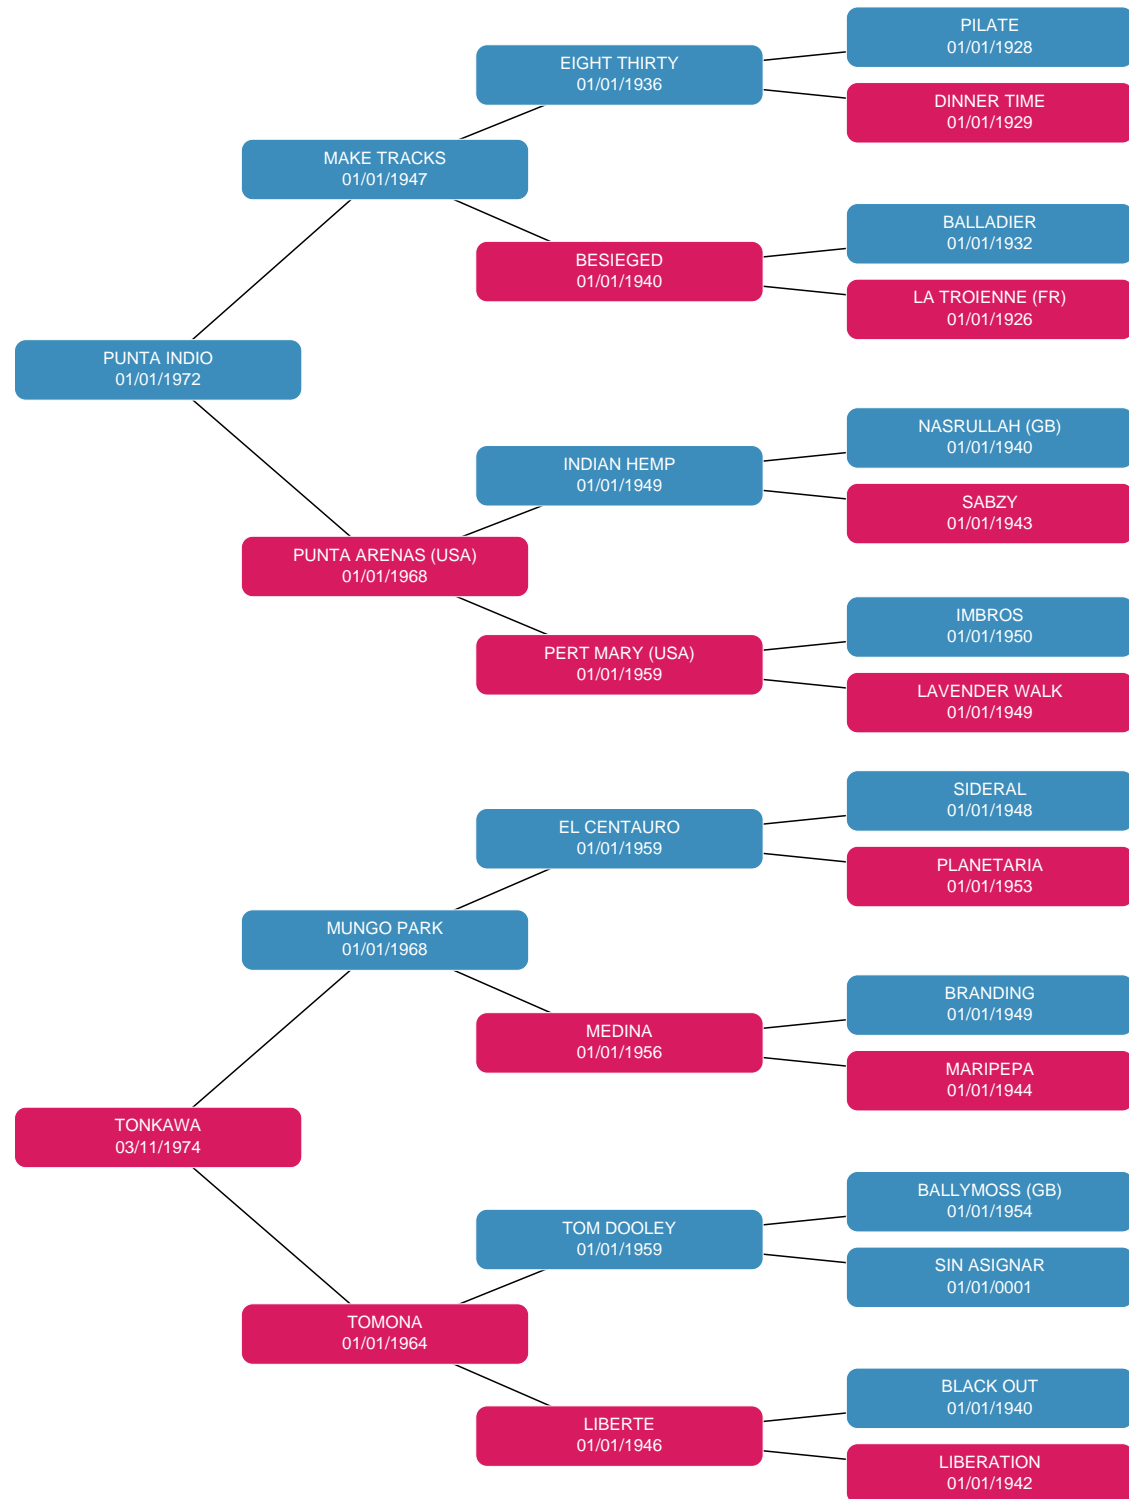 PILATE
01/01/1928
EIGHT THIRTY
01/01/1936
DINNER TIME
01/01/1929
MAKE TRACKS
01/01/1947
BALLADIER
01/01/1932
BESIEGED
01/01/1940
LA TROIENNE (FR)
01/01/1926
PUNTA INDIO
01/01/1972
NASRULLAH (GB)
01/01/1940
INDIAN HEMP
01/01/1949
SABZY
01/01/1943
PUNTA ARENAS (USA)
01/01/1968
IMBROS
01/01/1950
PERT MARY (USA)
01/01/1959
LAVENDER WALK
01/01/1949
SIDERAL
01/01/1948
EL CENTAURO
01/01/1959
PLANETARIA
01/01/1953
MUNGO PARK
01/01/1968
BRANDING
01/01/1949
MEDINA
01/01/1956
MARIPEPA
01/01/1944
TONKAWA
03/11/1974
BALLYMOSS (GB)
01/01/1954
TOM DOOLEY
01/01/1959
SIN ASIGNAR
01/01/0001
TOMONA
01/01/1964
BLACK OUT
01/01/1940
LIBERTE
01/01/1946
LIBERATION
01/01/1942